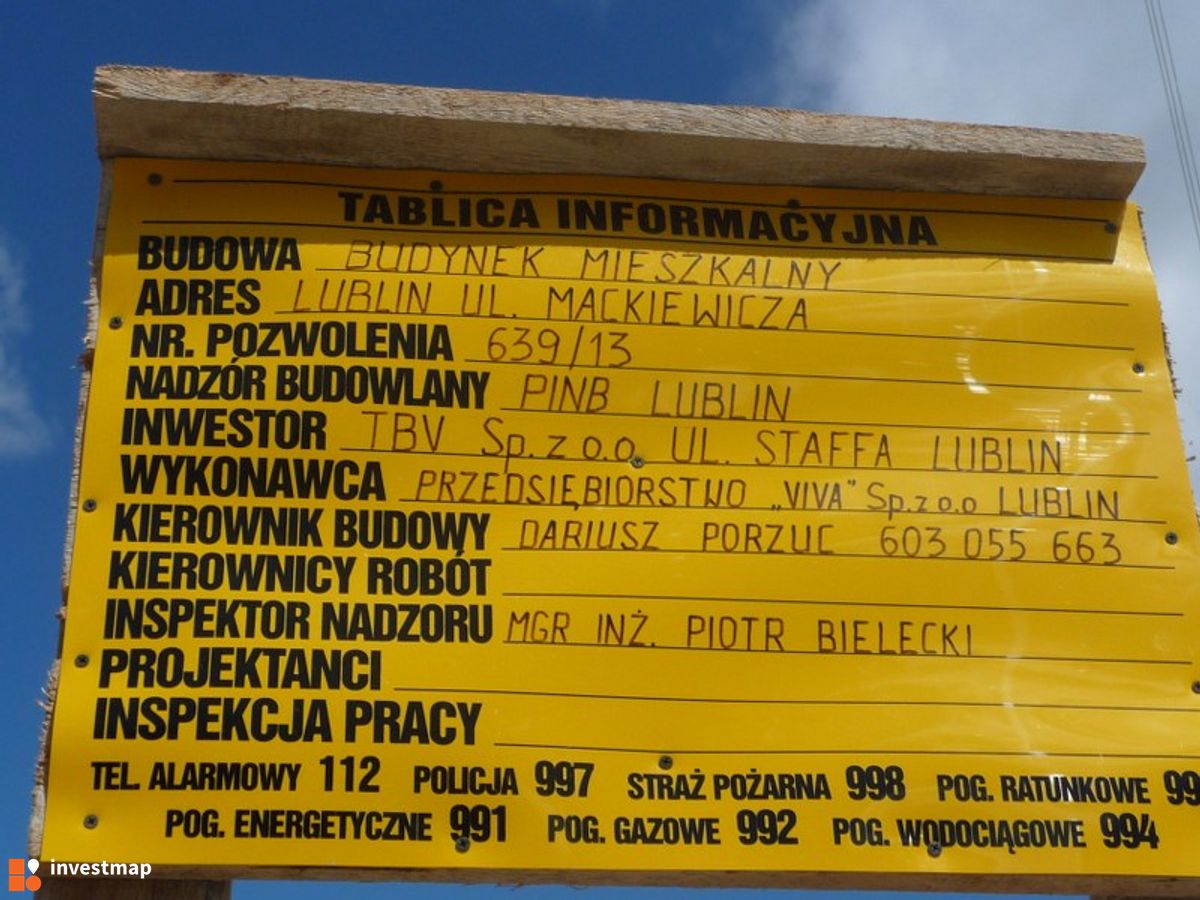 TABLICA INFORMACYJNA
BUDOWA BUDYNEK MIESZKALNY
ADRES LUBLIN UL. MACKIEWICZA
NR. POZWOLENIA 639/13
NADZÓR BUDOWLANY PINB LUBLIN
INWESTOR TBV Sp. z o.o UL. STAFFA LUBLIN
WYKONAWCA PRZEDSIĘBIORSTWO „VIVA" Sp. z o.o LUBLIN
KIEROWNIK BUDOWY DARIUSZ PORZUC 603 055 663
KIEROWNICY ROBÓT
INSPEKTOR NADZORU MGR INŻ. PIOTR BIELECKI
PROJEKTANCI
INSPEKCJA PRACY
TEL. ALARMOWY 112 POLICJA 997 STRAŻ POŻARNA 998 POG. RATUNKOWE 99
POG. ENERGETYCZNE 991 POG. GAZOWE 992 POG. WODOCIĄGOWE 994
investmap